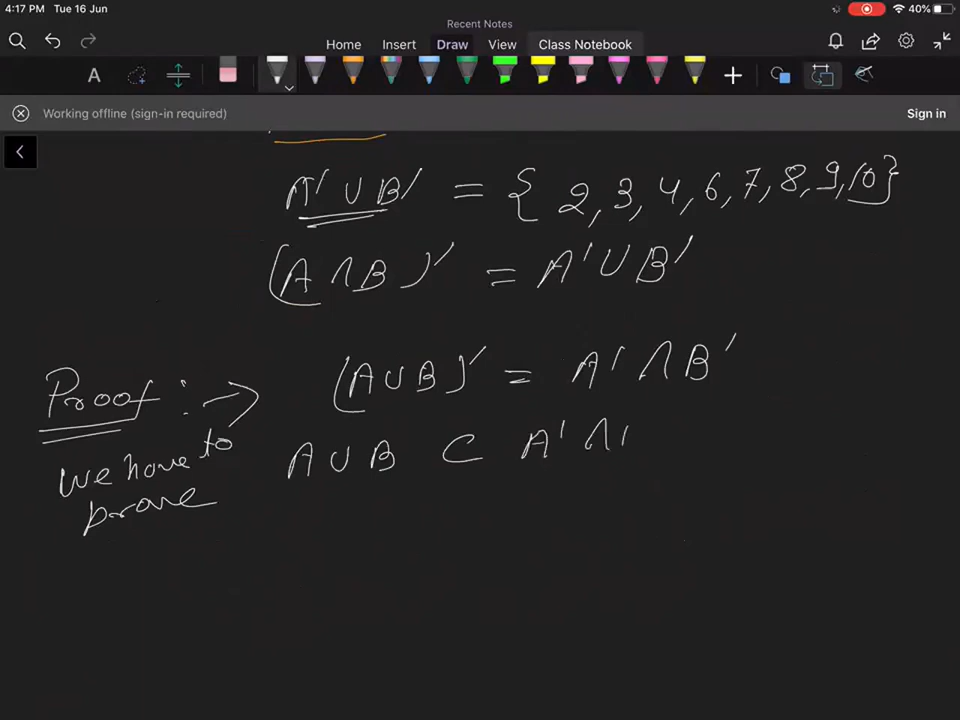 4:17 PM Tue 16 Jun 40%
Recent Notes
Home Insert Draw View Class Notebook
A
Working offline (sign-in required) Sign in
A' ∪ B' = { 2, 3, 4, 6, 7, 8, 9, 10}
(A ∩ B)' = A' ∪ B'
Proof :→ (A ∪ B)' = A' ∩ B'
we have to prove A ∪ B ⊂ A' ∩